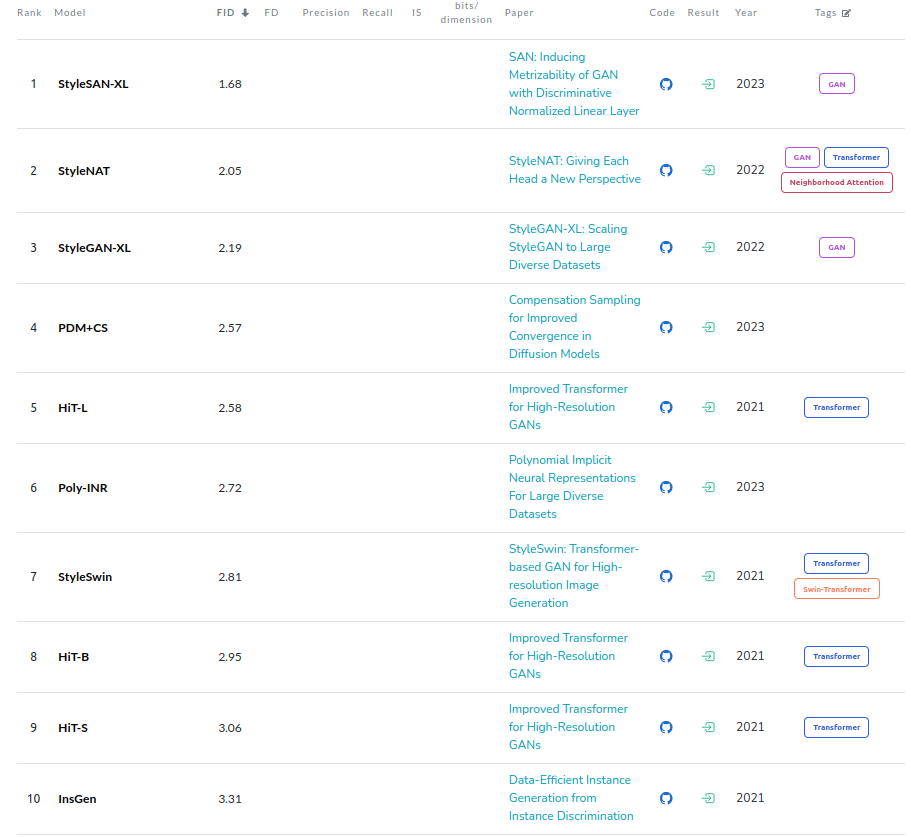 Rank Model FID FD Precision Recall IS bits/ dimension Paper Code Result Year Tags
1 StyleSAN-XL 1.68 SAN: Inducing
Metrizability of GAN
with Discriminative
Normalized Linear Layer 2023 GAN
2 StyleNAT 2.05 StyleNAT: Giving Each
Head a New Perspective 2022 GAN Transformer
Neighborhood Attention
3 StyleGAN-XL 2.19 StyleGAN-XL: Scaling
StyleGAN to Large
Diverse Datasets 2022 GAN
4 PDM+CS 2.57 Compensation Sampling
for Improved
Convergence in
Diffusion Models 2023
5 HiT-L 2.58 Improved Transformer
for High-Resolution
GANs 2021 Transformer
6 Poly-INR 2.72 Polynomial Implicit
Neural Representations
For Large Diverse
Datasets 2023
7 StyleSwin 2.81 StyleSwin: Transformer-
based GAN for High-
resolution Image
Generation 2021 Transformer
Swin-Transformer
8 HiT-B 2.95 Improved Transformer
for High-Resolution
GANs 2021 Transformer
9 HiT-S 3.06 Improved Transformer
for High-Resolution
GANs 2021 Transformer
10 InsGen 3.31 Data-Efficient Instance
Generation from
Instance Discrimination 2021